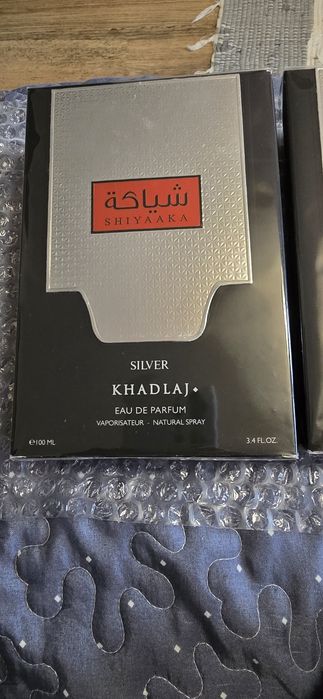 شياكة
SHIYAAKA
SILVER
KHADLAJ
EAU DE PARFUM
VAPORISATEUR - NATURAL SPRAY
℮100 ML 3.4 FL.OZ.